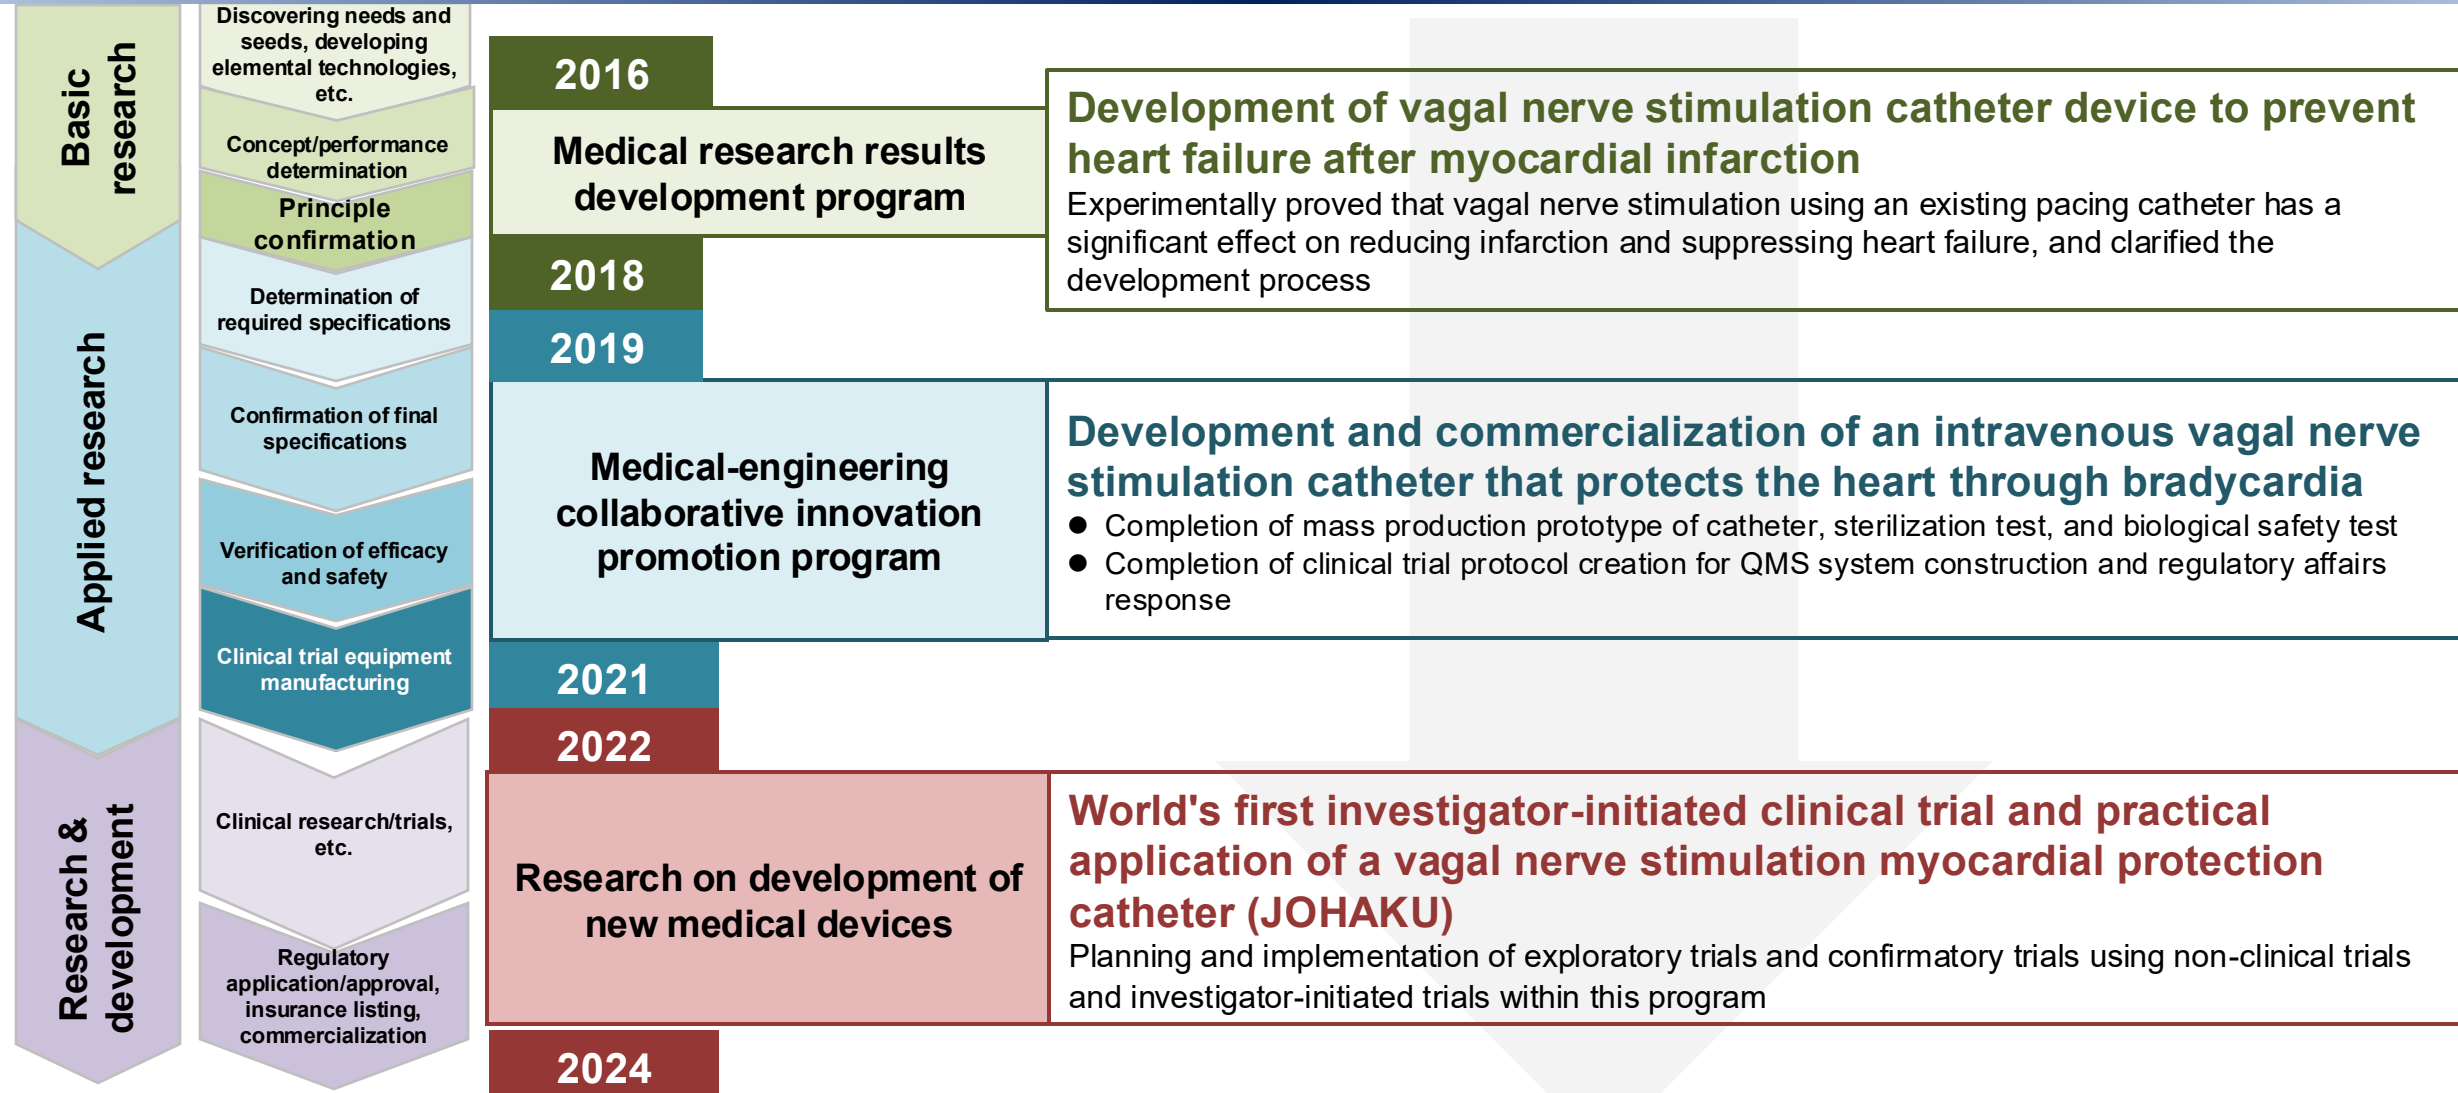 Basic
research
Applied research
Research &
development
Discovering needs and
seeds, developing
elemental technologies,
etc.
Concept/performance
determination
Principle
confirmation
Determination of
required specifications
Confirmation of final
specifications
Verification of efficacy
and safety
Clinical trial equipment
manufacturing
Clinical research/trials,
etc.
Regulatory
application/approval,
insurance listing,
commercialization
2016
Medical research results
development program
2018
Development of vagal nerve stimulation catheter device to prevent
heart failure after myocardial infarction
Experimentally proved that vagal nerve stimulation using an existing pacing catheter has a
significant effect on reducing infarction and suppressing heart failure, and clarified the
development process
2019
Medical-engineering
collaborative innovation
promotion program
2021
Development and commercialization of an intravenous vagal nerve
stimulation catheter that protects the heart through bradycardia
● Completion of mass production prototype of catheter, sterilization test, and biological safety test
● Completion of clinical trial protocol creation for QMS system construction and regulatory affairs
response
2022
Research on development of
new medical devices
2024
World's first investigator-initiated clinical trial and practical
application of a vagal nerve stimulation myocardial protection
catheter (JOHAKU)
Planning and implementation of exploratory trials and confirmatory trials using non-clinical trials
and investigator-initiated trials within this program